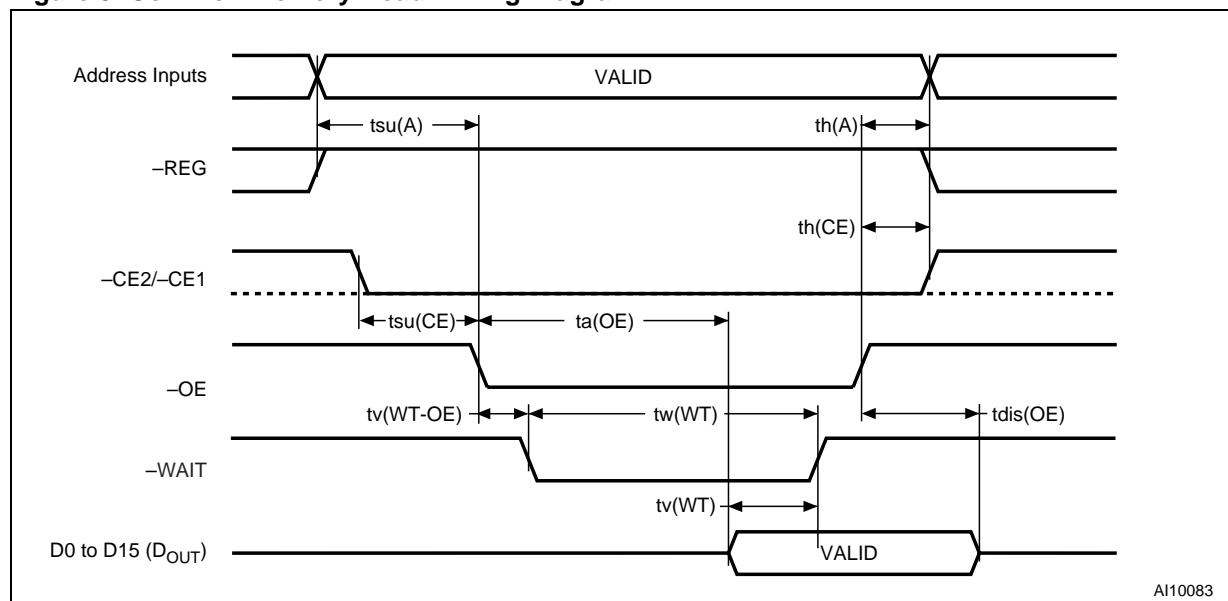 Address Inputs
VALID
tsu(A)
th(A)
–REG
th(CE)
–CE2/–CE1
tsu(CE)
ta(OE)
–OE
tv(WT-OE)
tw(WT)
tdis(OE)
–WAIT
tv(WT)
D0 to D15 (DOUT)
VALID
AI10083